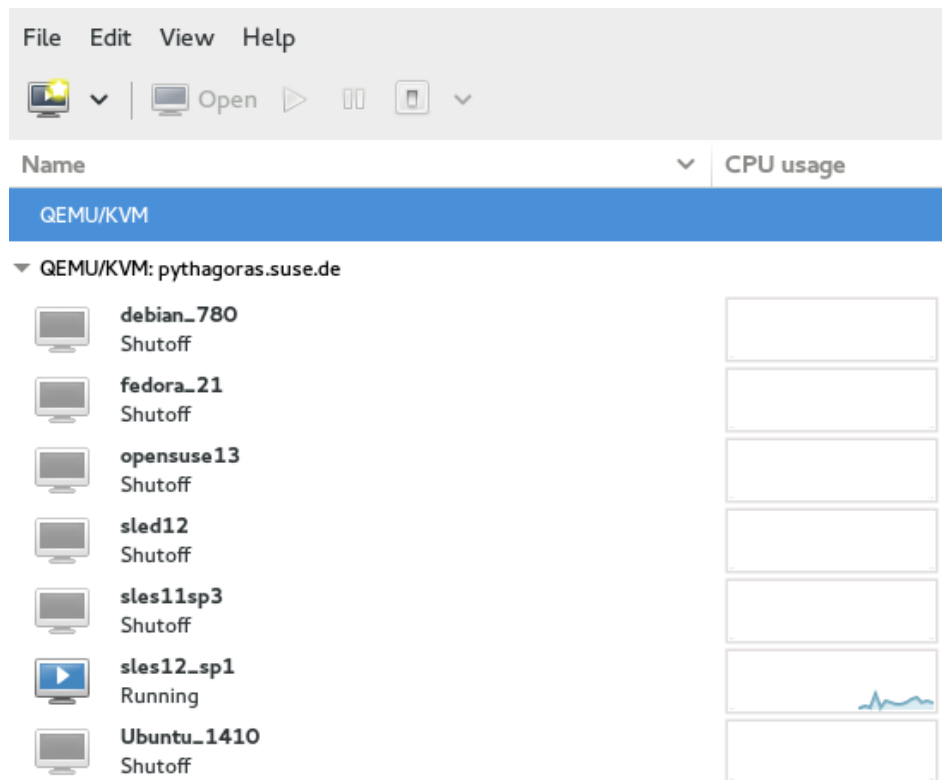 File Edit View Help
Open
Name CPU usage
QEMU/KVM
QEMU/KVM: pythagoras.suse.de
debian_780
Shutoff
fedora_21
Shutoff
opensuse13
Shutoff
sled12
Shutoff
sles11sp3
Shutoff
sles12_sp1
Running
Ubuntu_1410
Shutoff